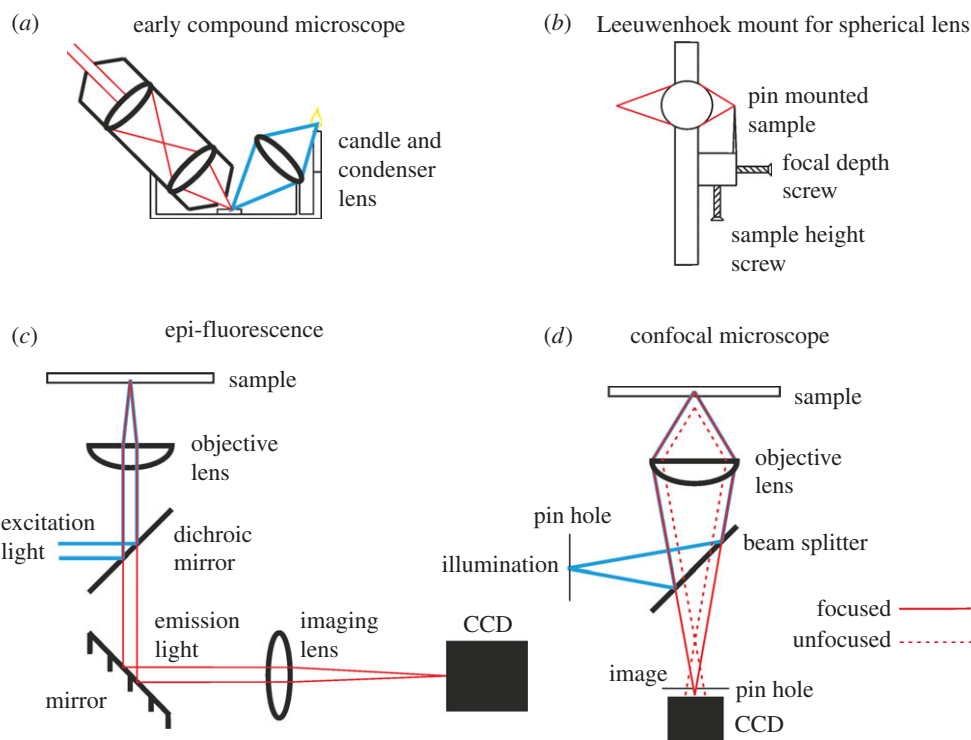 (a) early compound microscope
candle and
condenser
lens
(b) Leeuwenhoek mount for spherical lens
pin mounted
sample
focal depth
screw
sample height
screw
(c) epi-fluorescence
sample
objective
lens
excitation
light
dichroic
mirror
emission
light
imaging
lens
CCD
mirror
(d) confocal microscope
sample
objective
lens
pin hole
beam splitter
illumination
focused
unfocused
image
pin hole
CCD